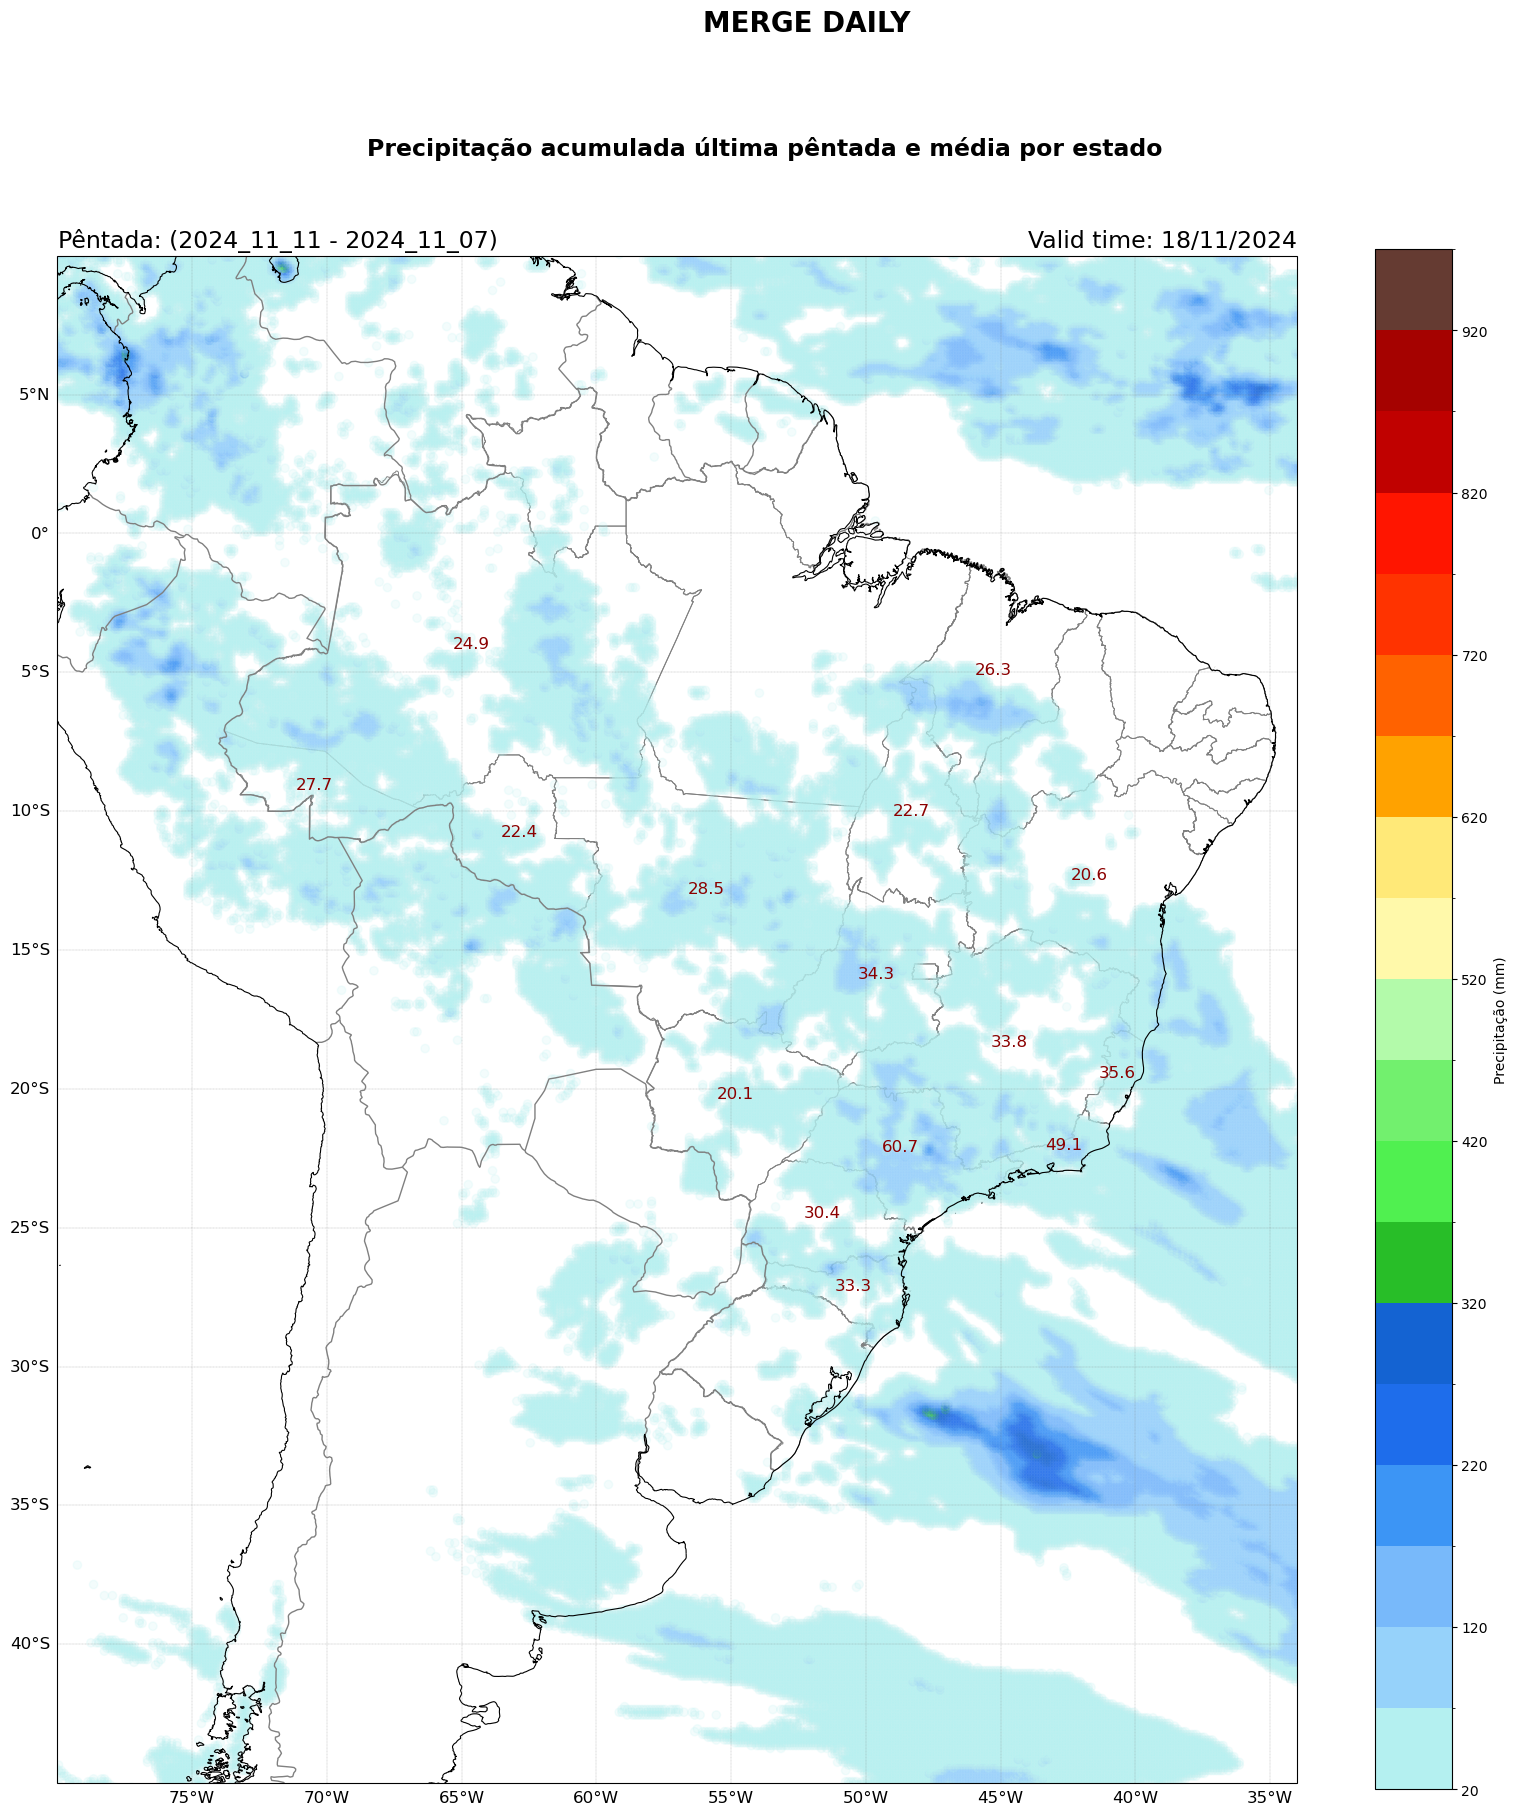 MERGE DAILY
Precipitação acumulada última pêntada e média por estado
Pêntada: (2024_11_11 - 2024_11_07) Valid time: 18/11/2024
5°N
0°
5°S
10°S
15°S
20°S
25°S
30°S
35°S
40°S
24.9
26.3
27.7
22.7
22.4
20.6
28.5
34.3
33.8
35.6
20.1
49.1
60.7
30.4
33.3
75°W 70°W 65°W 60°W 55°W 50°W 45°W 40°W 35°W
920
820
720
620
520
420
320
220
120
20
Precipitação (mm)